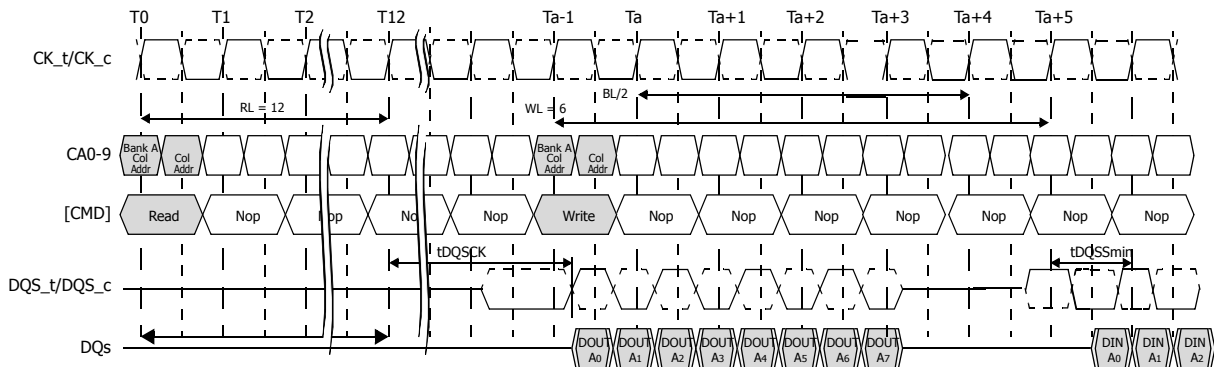 T0 T1 T2 T12 Ta-1 Ta Ta+1 Ta+2 Ta+3 Ta+4 Ta+5
CK_t/CK_c
RL = 12
BL/2
WL = 6
CA0-9
Bank A
Col
Addr
Col
Addr
Bank A
Col
Addr
Col
Addr
[CMD] Read Nop Nop Nop Nop Write Nop Nop Nop Nop Nop Nop Nop
tDQSCK
tDQSSmin
DQS_t/DQS_c
DQs
DOUT A0
DOUT A1
DOUT A2
DOUT A3
DOUT A4
DOUT A5
DOUT A6
DOUT A7
DIN A0
DIN A1
DIN A2